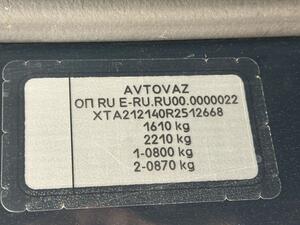 AVTOVAZ
ОП RU E-RU.RU00.0000022
XTA212140R2512668
1610 kg
2210 kg
1-0800 kg
2-0870 kg